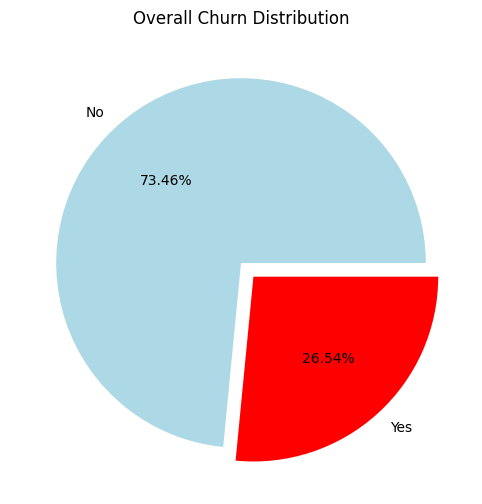 Overall Churn Distribution
No
73.46%
26.54%
Yes